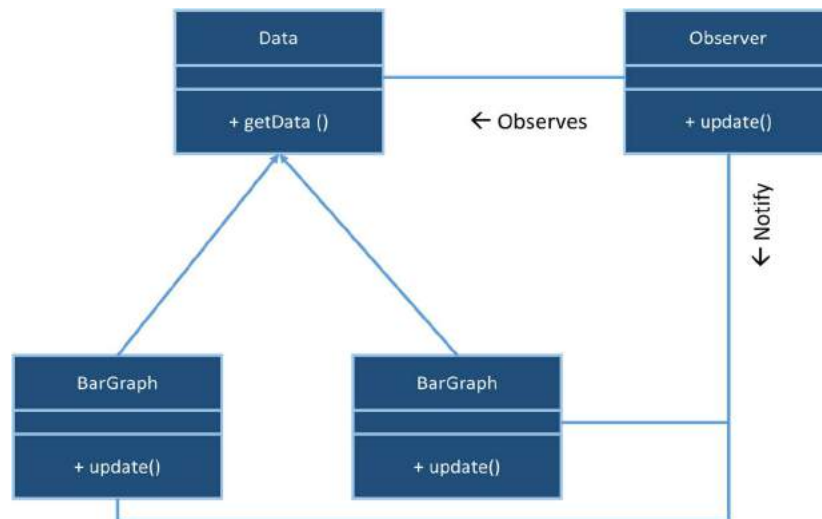 Data
+ getData ()
Observer
+ update()
← Observes
← Notify
BarGraph
+ update()
BarGraph
+ update()